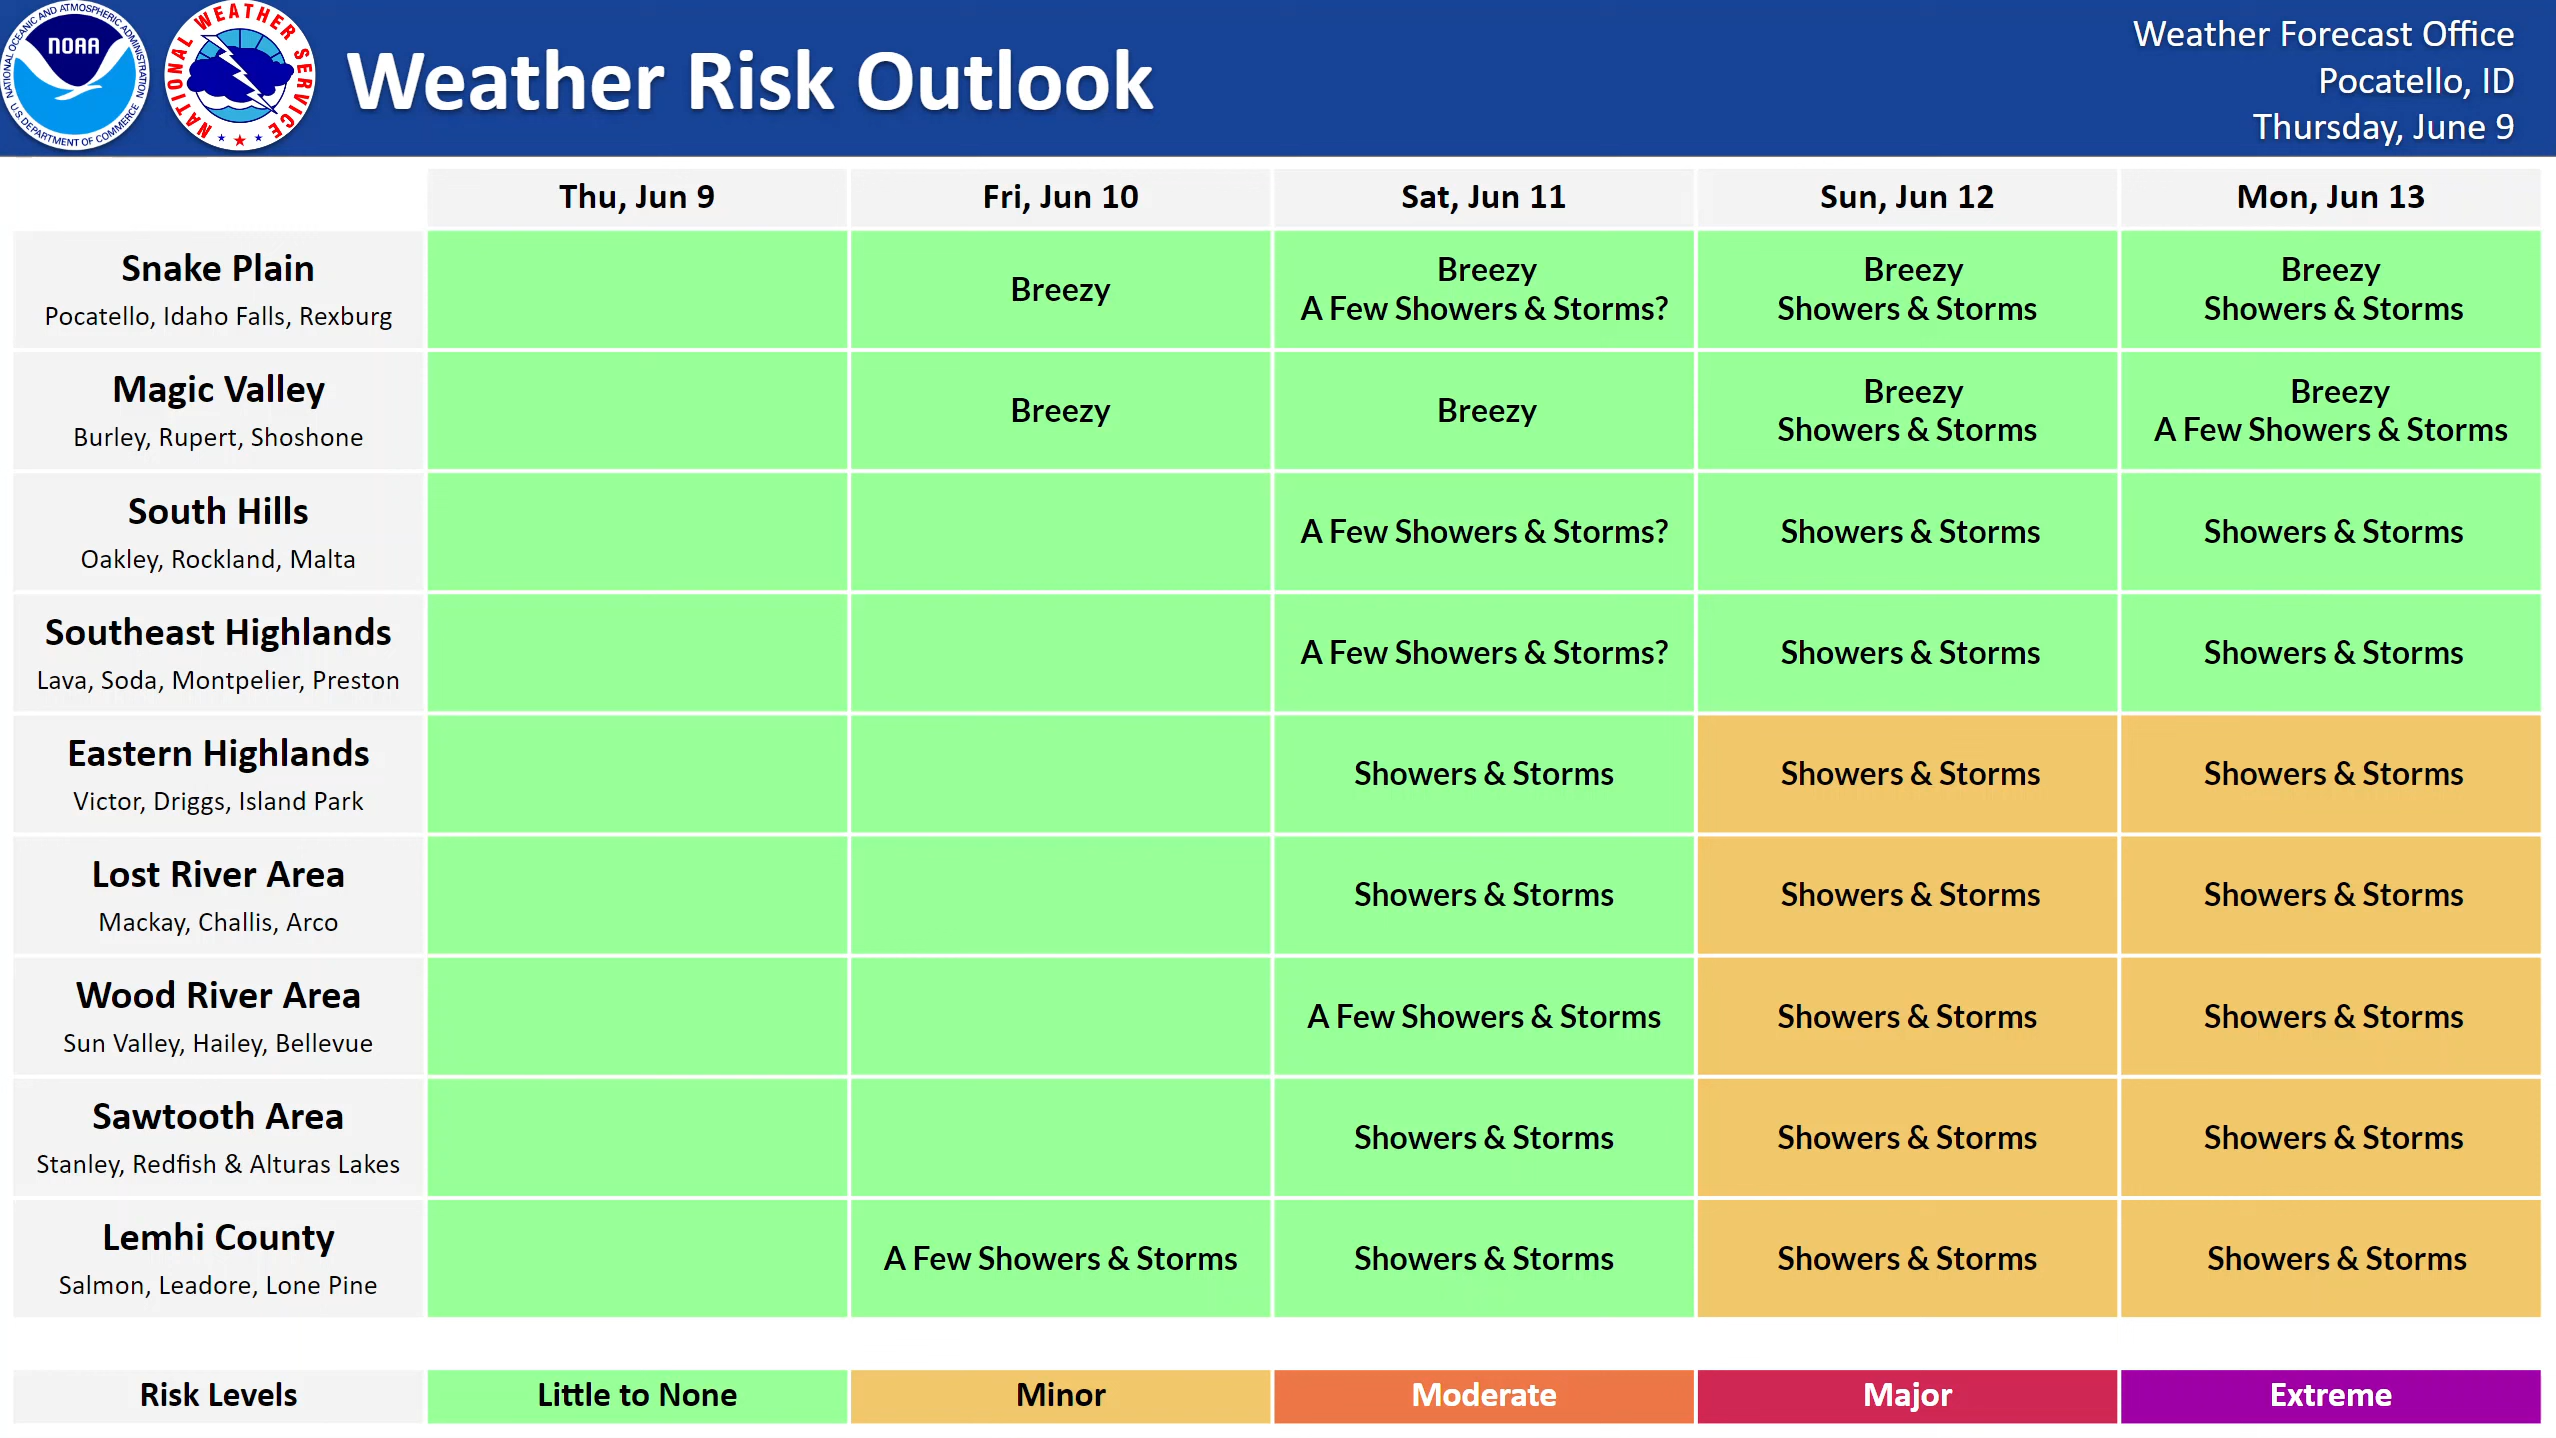 NATIONAL OCEANIC AND ATMOSPHERIC ADMINISTRATION
NOAA
U.S. DEPARTMENT OF COMMERCE
NATIONAL WEATHER SERVICE
Weather Risk Outlook
Weather Forecast Office
Pocatello, ID
Thursday, June 9
Thu, Jun 9
Fri, Jun 10
Sat, Jun 11
Sun, Jun 12
Mon, Jun 13
Snake Plain
Pocatello, Idaho Falls, Rexburg
Breezy
Breezy
A Few Showers & Storms?
Breezy
Showers & Storms
Breezy
Showers & Storms
Magic Valley
Burley, Rupert, Shoshone
Breezy
Breezy
Breezy
Showers & Storms
Breezy
A Few Showers & Storms
South Hills
Oakley, Rockland, Malta
A Few Showers & Storms?
Showers & Storms
Showers & Storms
Southeast Highlands
Lava, Soda, Montpelier, Preston
A Few Showers & Storms?
Showers & Storms
Showers & Storms
Eastern Highlands
Victor, Driggs, Island Park
Showers & Storms
Showers & Storms
Showers & Storms
Lost River Area
Mackay, Challis, Arco
Showers & Storms
Showers & Storms
Showers & Storms
Wood River Area
Sun Valley, Hailey, Bellevue
A Few Showers & Storms
Showers & Storms
Showers & Storms
Sawtooth Area
Stanley, Redfish & Alturas Lakes
Showers & Storms
Showers & Storms
Showers & Storms
Lemhi County
Salmon, Leadore, Lone Pine
A Few Showers & Storms
Showers & Storms
Showers & Storms
Showers & Storms
Risk Levels
Little to None
Minor
Moderate
Major
Extreme